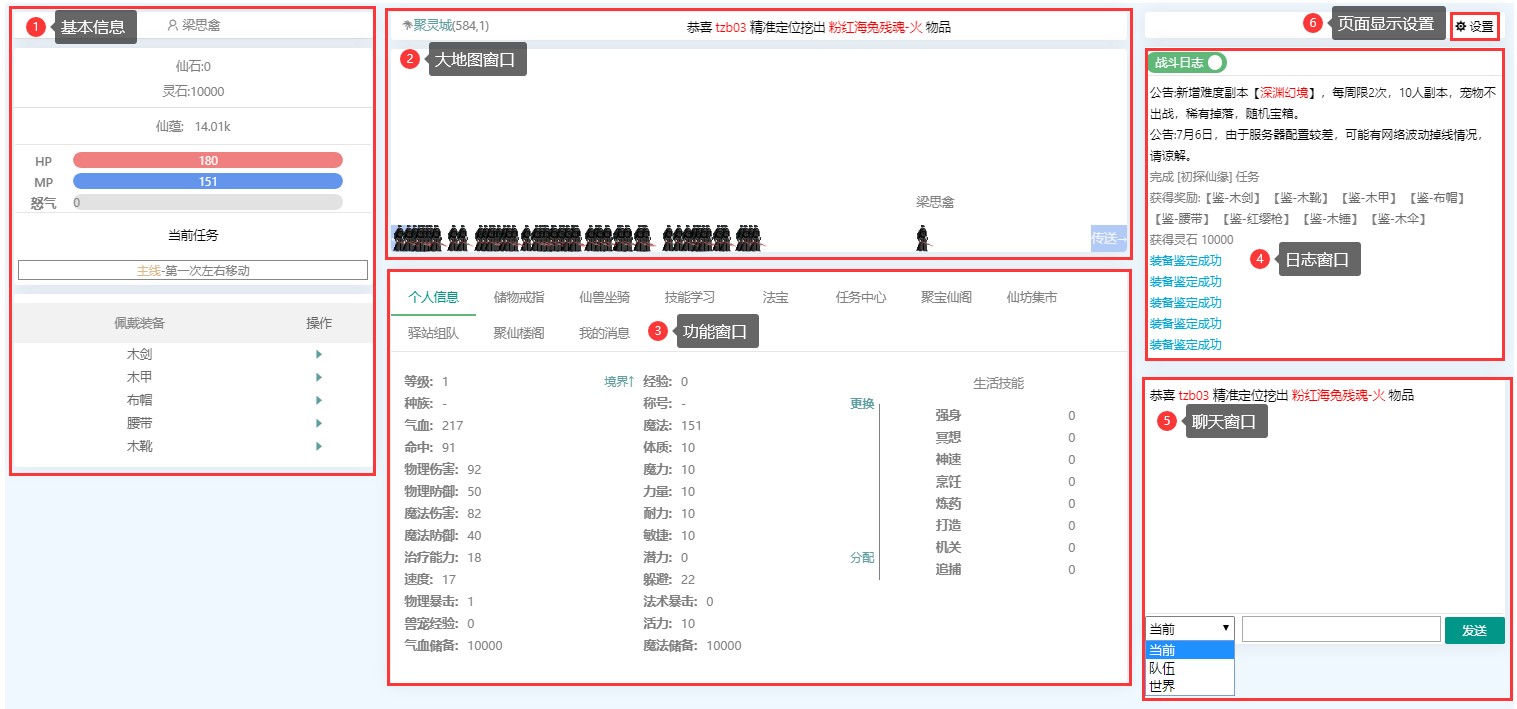 1 基本信息
梁思龕
仙石:0
灵石:10000
仙蕴: 14.01k
HP 180
MP 151
怒气 0
当前任务
主线-第一次左右移动
佩戴装备 操作
木剑
木甲
布帽
腰带
木靴
聚灵城(584,1)
恭喜 tzb03 精准定位挖出 粉红海兔残魂-火 物品
2 大地图窗口
梁思龕
传送→
个人信息 储物戒指 仙兽坐骑 技能学习 法宝 任务中心 聚宝仙阁 仙坊集市
驿站组队 聚仙楼阁 我的消息
3 功能窗口
等级: 1 境界↑ 经验: 0
种族: - 称号: - 更换
气血: 217 魔法: 151
命中: 91 体质: 10
物理伤害: 92 魔力: 10
物理防御: 50 力量: 10
魔法伤害: 82 耐力: 10
魔法防御: 40 敏捷: 10
治疗能力: 18 潜力: 0 分配
速度: 17 躲避: 22
物理暴击: 1 法术暴击: 0
兽宠经验: 0 活力: 10
气血储备: 10000 魔法储备: 10000
生活技能
强身 0
冥想 0
神速 0
烹饪 0
炼药 0
打造 0
机关 0
追捕 0
6 页面显示设置
设置
战斗日志
公告:新增难度副本【深渊幻境】，每周限2次，10人副本，宠物不
出战，稀有掉落，随机宝箱。
公告:7月6日，由于服务器配置较差，可能有网络波动掉线情况，
请谅解。
完成 [初探仙缘] 任务
获得奖励:【鉴-木剑】 【鉴-木靴】 【鉴-木甲】 【鉴-布帽】
【鉴-腰带】 【鉴-红缨枪】 【鉴-木锤】 【鉴-木伞】
获得灵石 10000
装备鉴定成功
装备鉴定成功
装备鉴定成功
装备鉴定成功
装备鉴定成功
4 日志窗口
恭喜 tzb03 精准定位挖出 粉红海兔残魂-火 物品
5 聊天窗口
当前 发送
当前
队伍
世界